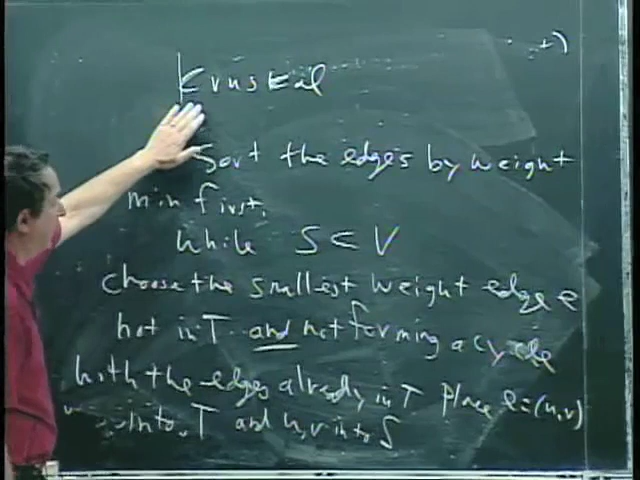 Kruskal
Sort the edges by weight
min first.
while S ⊂ V
choose the smallest weight edge e
not in T and not forming a cycle
with the edges already in T place e=(u,v)
into T and u,v into S